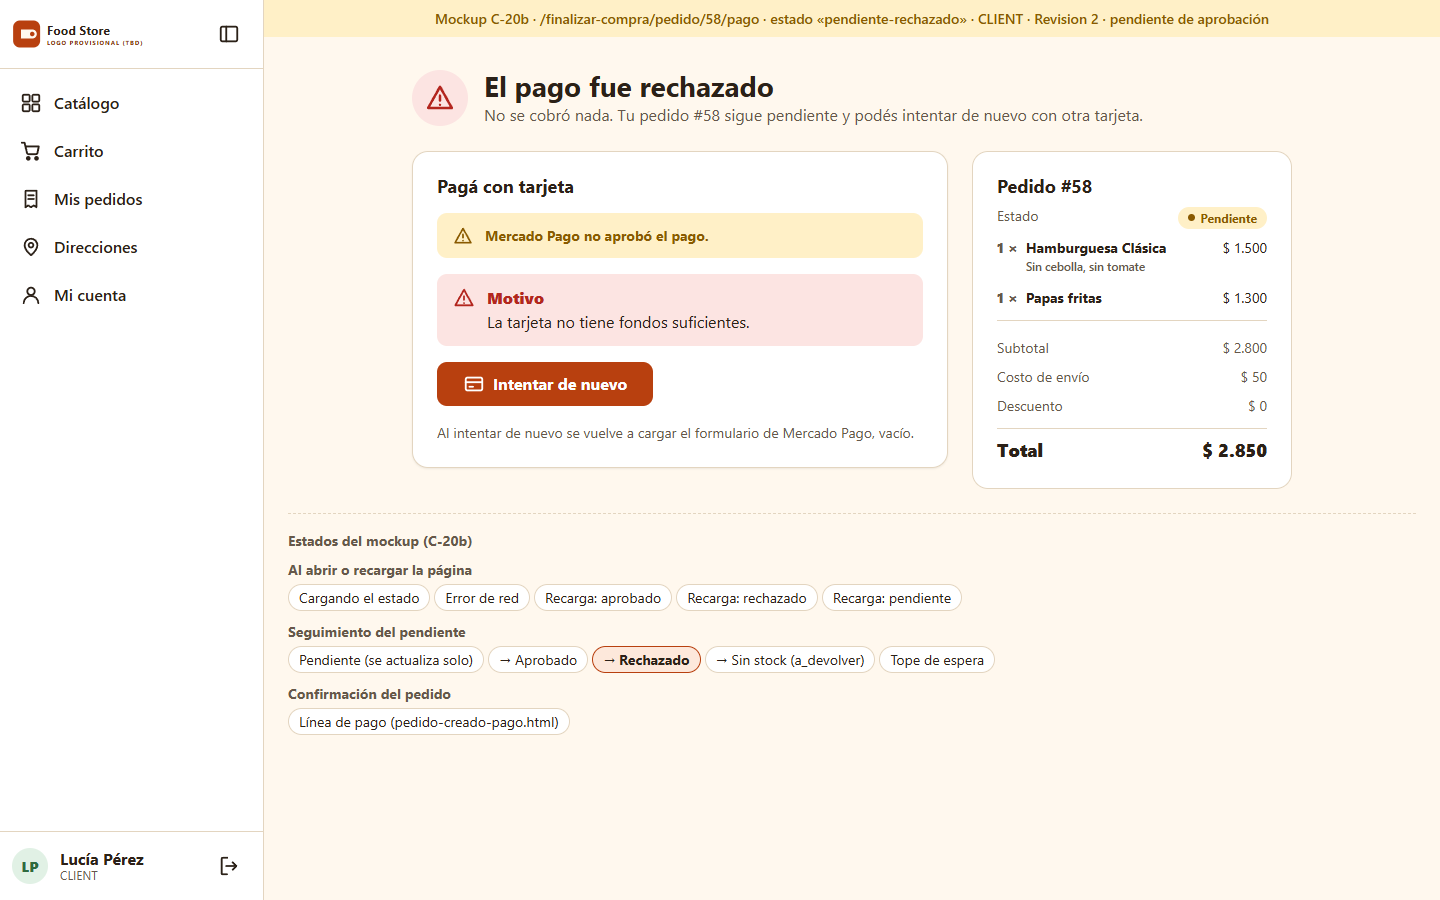 Food Store
LOGO PROVISIONAL (TBD)
Catálogo
Carrito
Mis pedidos
Direcciones
Mi cuenta
LP
Lucía Pérez
CLIENT
Mockup C-20b · /finalizar-compra/pedido/58/pago · estado «pendiente-rechazado» · CLIENT · Revision 2 · pendiente de aprobación
El pago fue rechazado
No se cobró nada. Tu pedido #58 sigue pendiente y podés intentar de nuevo con otra tarjeta.
Pagá con tarjeta
Mercado Pago no aprobó el pago.
Motivo
La tarjeta no tiene fondos suficientes.
Intentar de nuevo
Al intentar de nuevo se vuelve a cargar el formulario de Mercado Pago, vacío.
Pedido #58
Estado Pendiente
1 × Hamburguesa Clásica $ 1.500
Sin cebolla, sin tomate
1 × Papas fritas $ 1.300
Subtotal $ 2.800
Costo de envío $ 50
Descuento $ 0
Total $ 2.850
Estados del mockup (C-20b)
Al abrir o recargar la página
Cargando el estado Error de red Recarga: aprobado Recarga: rechazado Recarga: pendiente
Seguimiento del pendiente
Pendiente (se actualiza solo) → Aprobado → Rechazado → Sin stock (a_devolver) Tope de espera
Confirmación del pedido
Línea de pago (pedido-creado-pago.html)